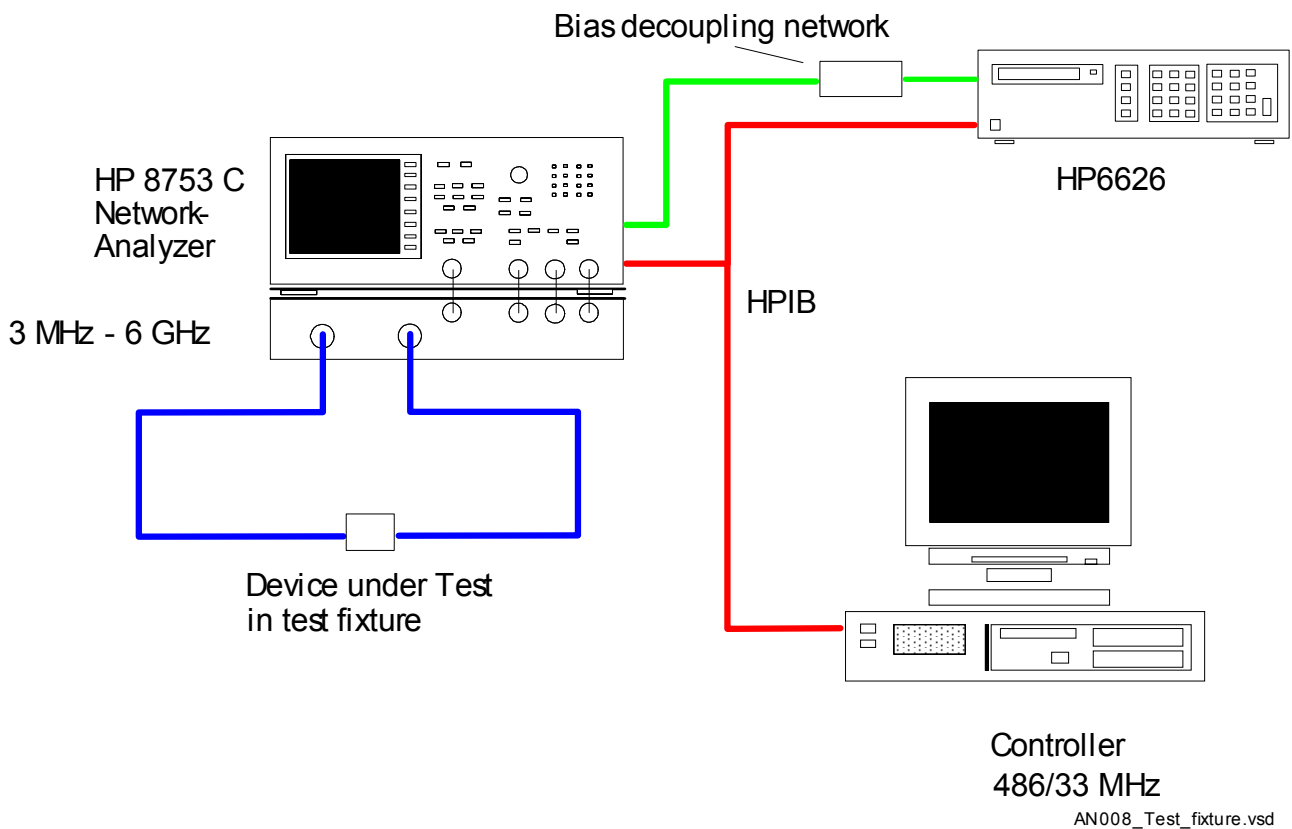 Bias decoupling network
HP 8753 C
Network-
Analyzer
HP6626
3 MHz - 6 GHz
HPIB
Device under Test
in test fixture
Controller
486/33 MHz
AN008_Test_fixture.vsd